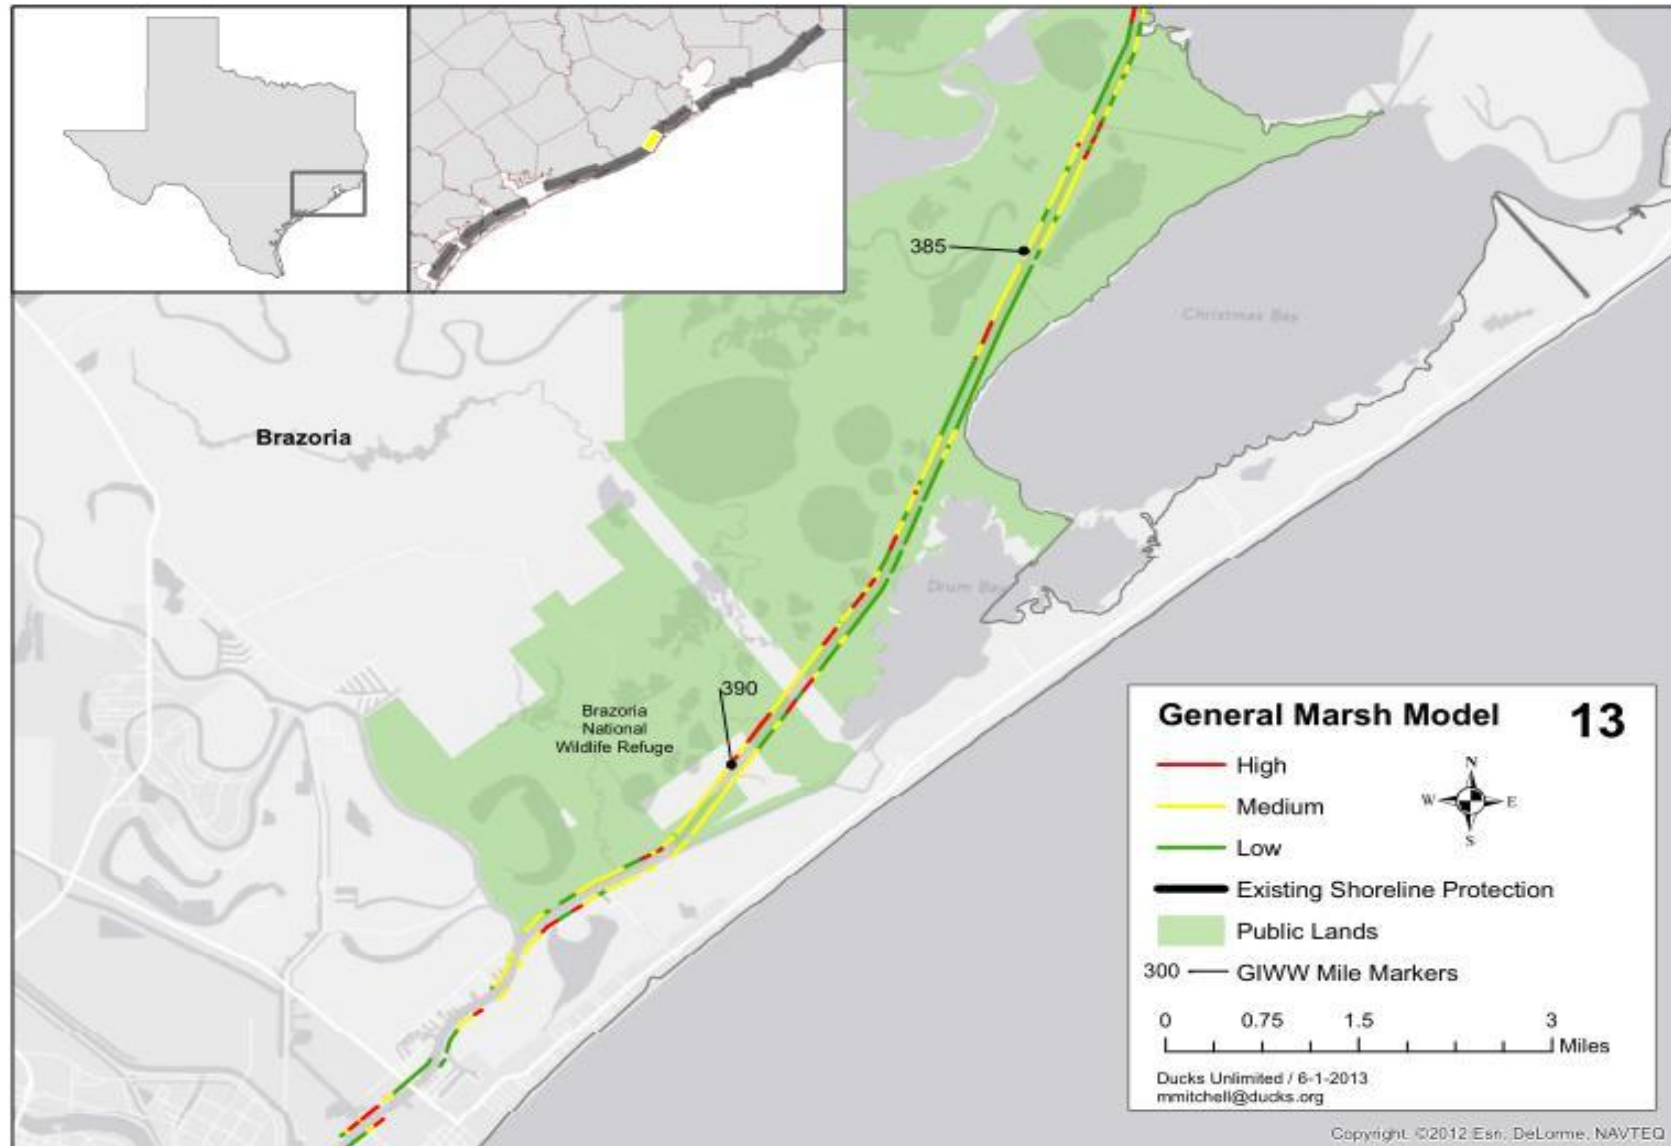 385
Christmas Bay
Brazoria
Drum Bay
390
Brazoria
National
Wildlife Refuge
General Marsh Model 13
High
Medium
Low
N
W E
S
Existing Shoreline Protection
Public Lands
300 GIWW Mile Markers
0 0.75 1.5 3
Miles
Ducks Unlimited / 6-1-2013
mmitchell@ducks.org
Copyright: ©2012 Esri, DeLorme, NAVTEQ